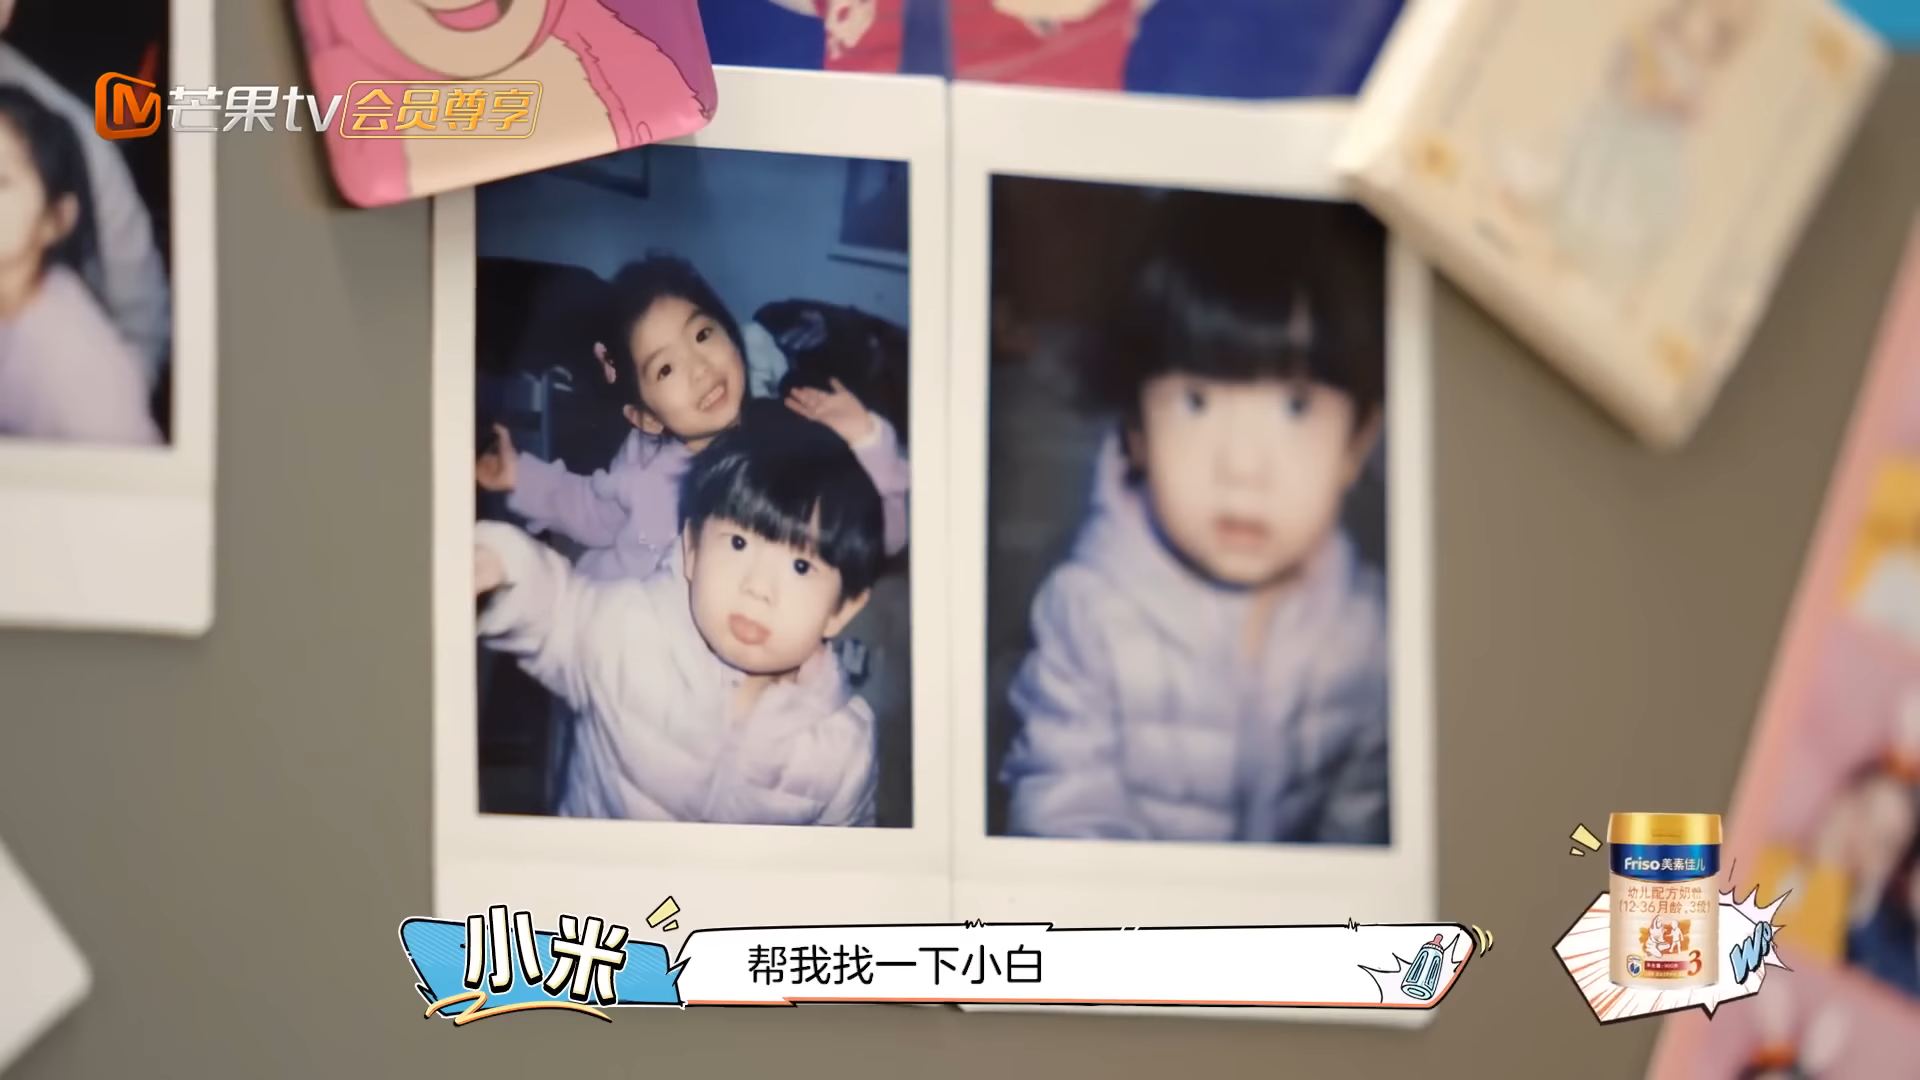 芒果tv会员尊享
小米
帮我找一下小白
Friso美素佳儿
幼儿配方奶粉
(12-36月龄,3段)
3